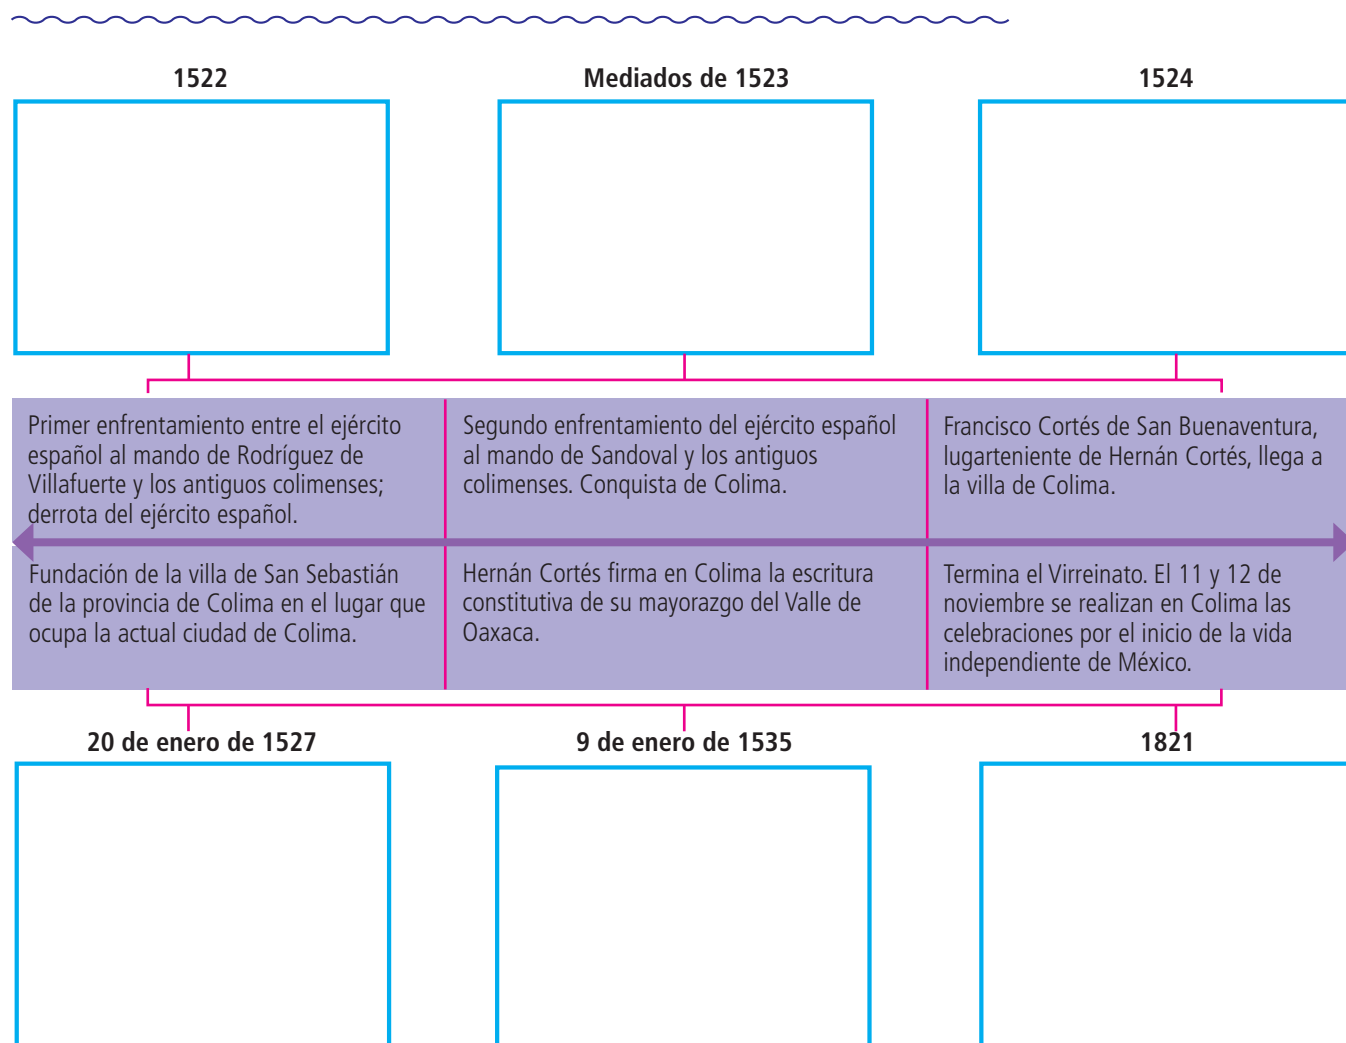 1522
Mediados de 1523
1524
Primer enfrentamiento entre el ejército
español al mando de Rodríguez de
Villafuerte y los antiguos colimenses;
derrota del ejército español.
Segundo enfrentamiento del ejército español
al mando de Sandoval y los antiguos
colimenses. Conquista de Colima.
Francisco Cortés de San Buenaventura,
lugarteniente de Hernán Cortés, llega a
la villa de Colima.
Fundación de la villa de San Sebastián
de la provincia de Colima en el lugar que
ocupa la actual ciudad de Colima.
Hernán Cortés firma en Colima la escritura
constitutiva de su mayorazgo del Valle de
Oaxaca.
Termina el Virreinato. El 11 y 12 de
noviembre se realizan en Colima las
celebraciones por el inicio de la vida
independiente de México.
20 de enero de 1527
9 de enero de 1535
1821